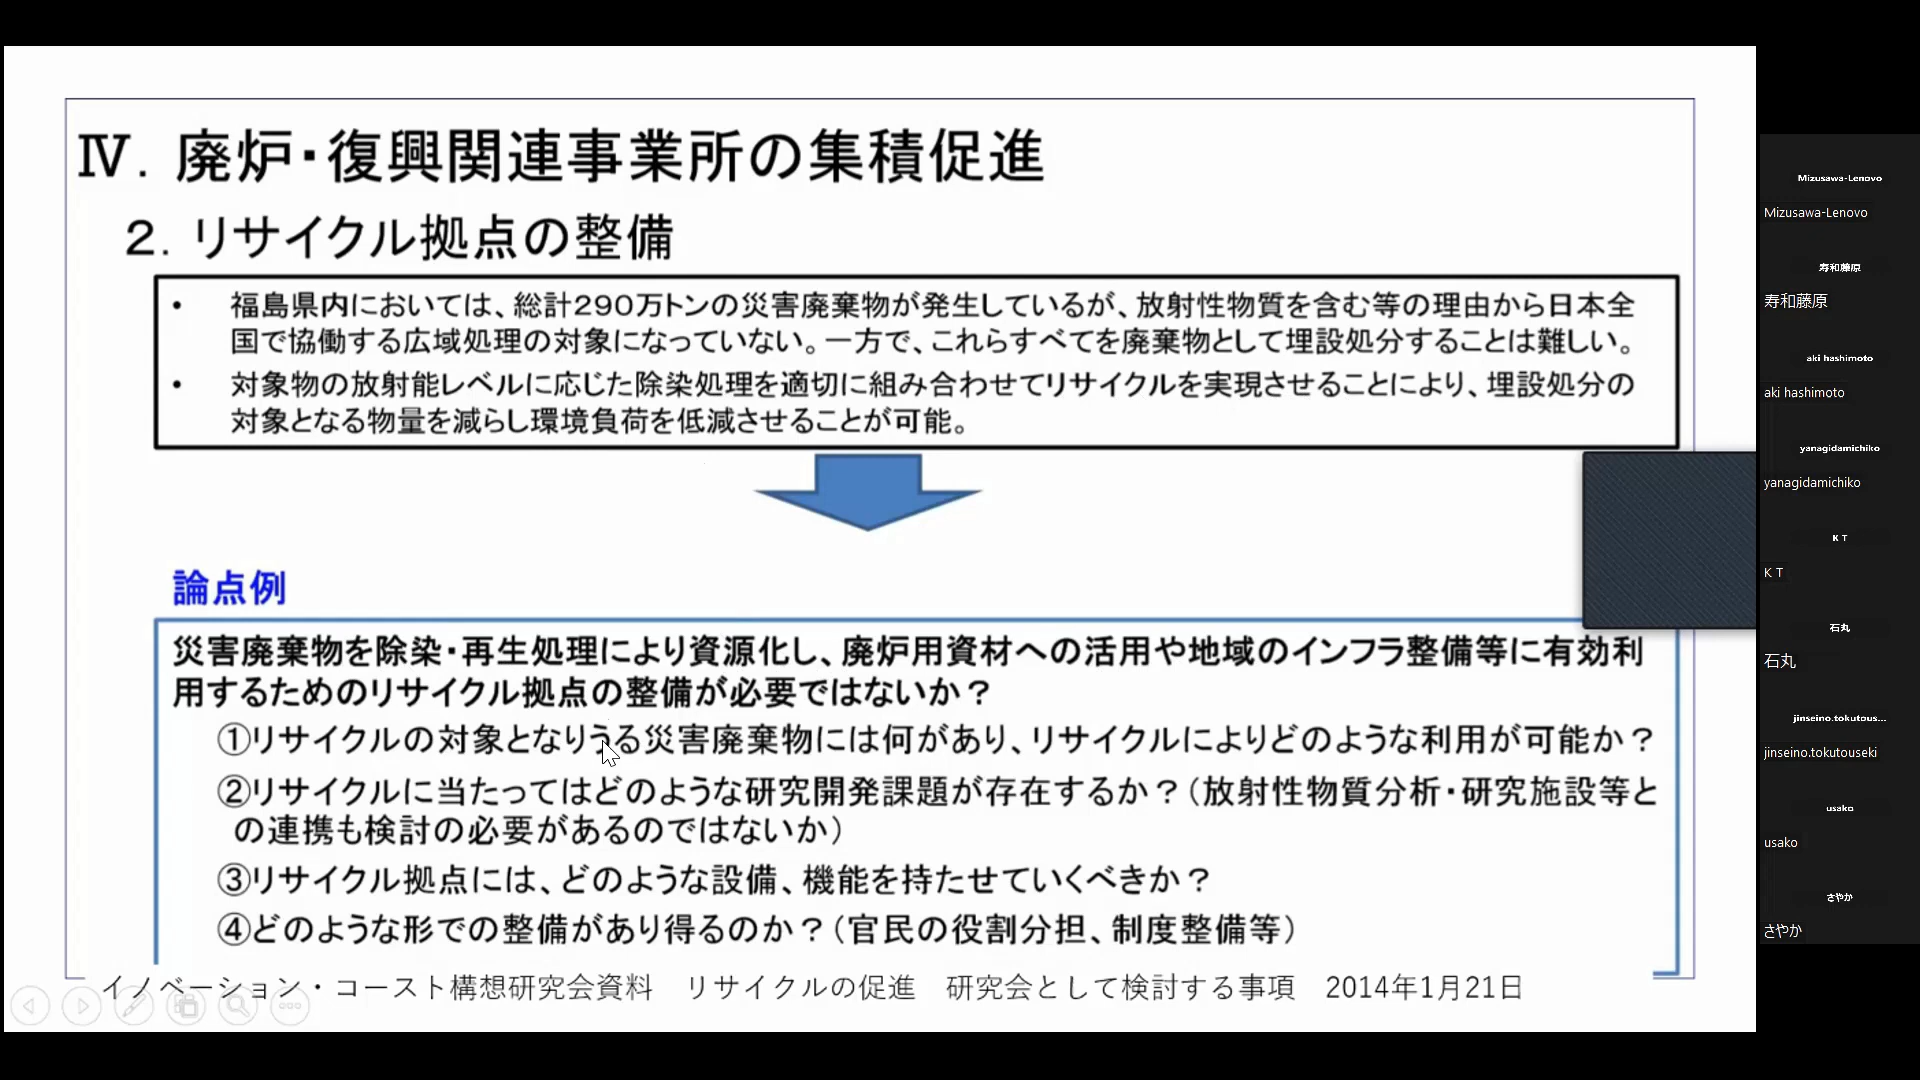 Ⅳ．廃炉・復興関連事業所の集積促進
２．リサイクル拠点の整備
• 福島県内においては、総計２９０万トンの災害廃棄物が発生しているが、放射性物質を含む等の理由から日本全
国で協働する広域処理の対象になっていない。一方で、これらすべてを廃棄物として埋設処分することは難しい。
• 対象物の放射能レベルに応じた除染処理を適切に組み合わせてリサイクルを実現させることにより、埋設処分の
対象となる物量を減らし環境負荷を低減させることが可能。
論点例
災害廃棄物を除染・再生処理により資源化し、廃炉用資材への活用や地域のインフラ整備等に有効利
用するためのリサイクル拠点の整備が必要ではないか？
①リサイクルの対象となりうる災害廃棄物には何があり、リサイクルによりどのような利用が可能か？
②リサイクルに当たってはどのような研究開発課題が存在するか？（放射性物質分析・研究施設等と
の連携も検討の必要があるのではないか）
③リサイクル拠点には、どのような設備、機能を持たせていくべきか？
④どのような形での整備があり得るのか？（官民の役割分担、制度整備等）
イノベーション・コースト構想研究会資料　リサイクルの促進　研究会として検討する事項　2014年1月21日
Mizusawa-Lenovo
Mizusawa-Lenovo
寿和藤原
寿和藤原
aki hashimoto
aki hashimoto
yanagidamichiko
yanagidamichiko
K T
K T
石丸
石丸
jinseino.tokutous...
jinseino.tokutouseki
usako
usako
さやか
さやか